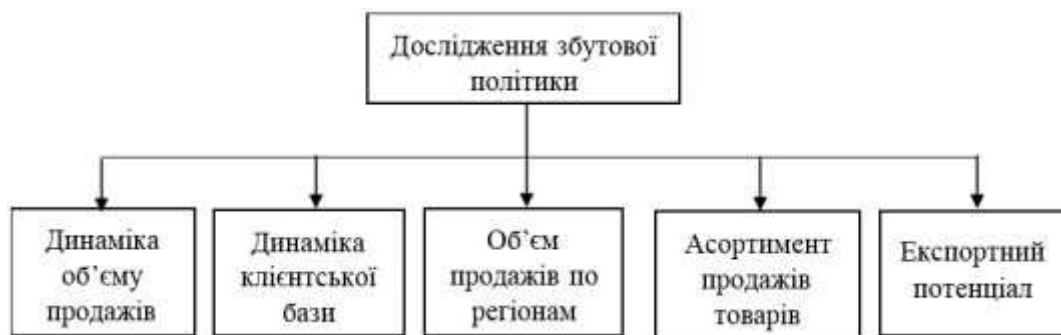 Дослідження збутової
політики
Динаміка
об’єму
продажів
Динаміка
клієнтської
бази
Об’єм
продажів по
регіонам
Асортимент
продажів
товарів
Експортний
потенціал